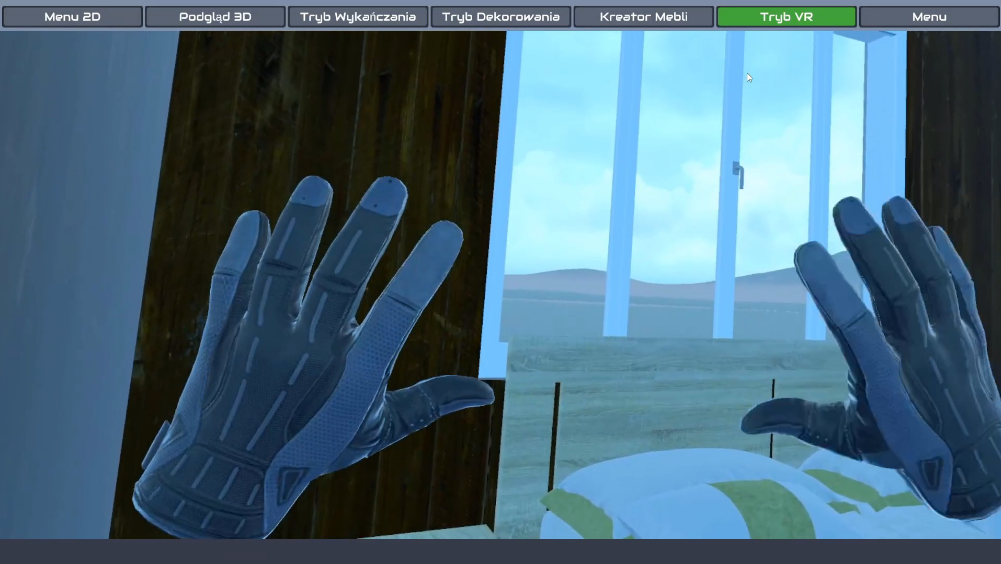 Menu 2D
Podgląd 3D
Tryb Wykańczania
Tryb Dekorowania
Kreator Mebli
Tryb VR
Menu